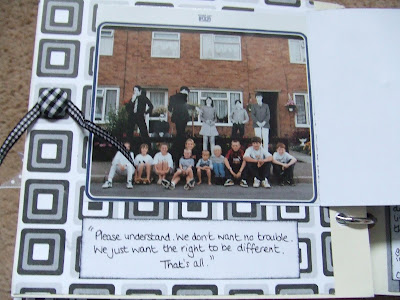 "Please understand. We don't want no trouble.
We just want the right to be different.
That's all."